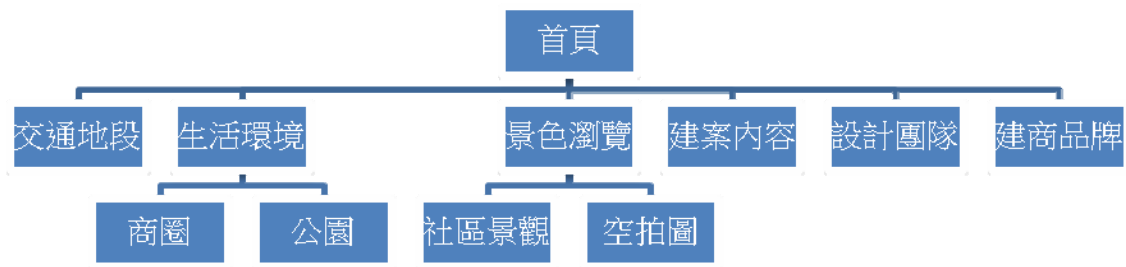 首頁
交通地段
生活環境
景色瀏覽
建案內容
設計團隊
建商品牌
商圈
公園
社區景觀
空拍圖